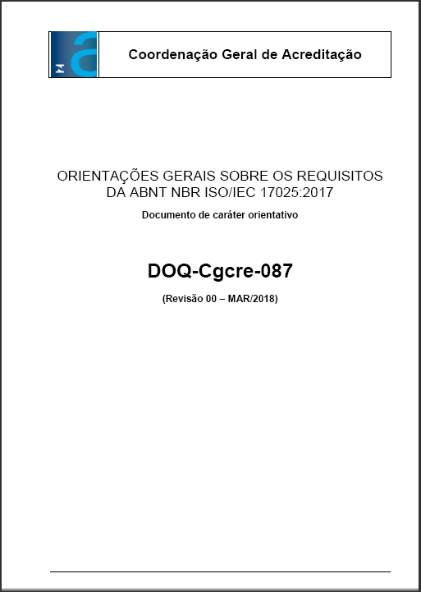 Coordenação Geral de Acreditação
ORIENTAÇÕES GERAIS SOBRE OS REQUISITOS
DA ABNT NBR ISO/IEC 17025:2017
Documento de caráter orientativo
DOQ-Cgcre-087
(Revisão 00 – MAR/2018)